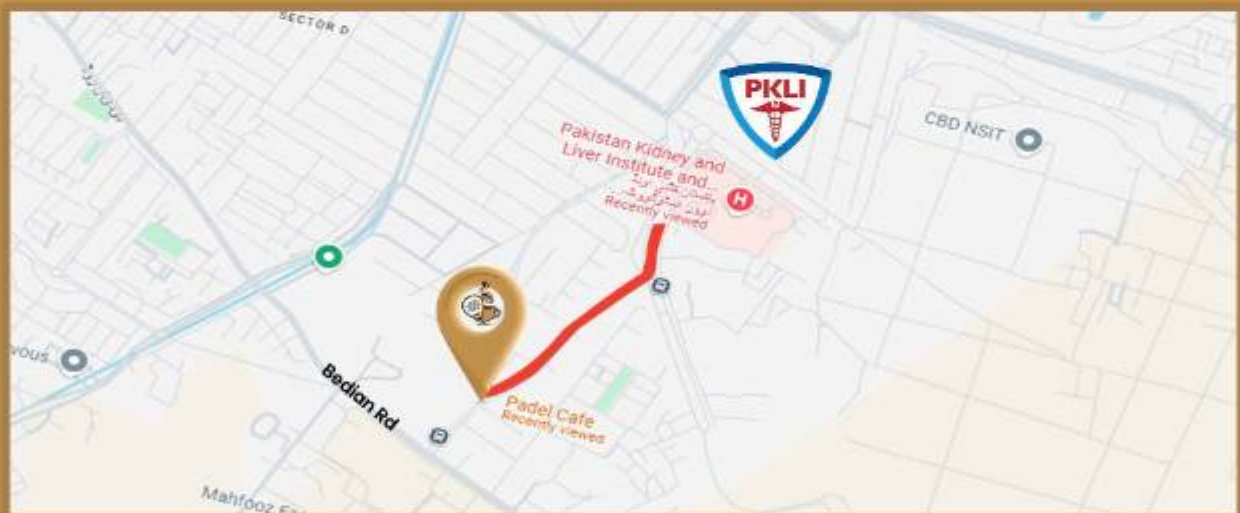 SECTOR D
PKLI
CBD NSIT
Pakistan Kidney and
Liver Institute and...
Recently viewed
vous
Bedian Rd
Padel Cafe
Recently viewed
Mahfooz